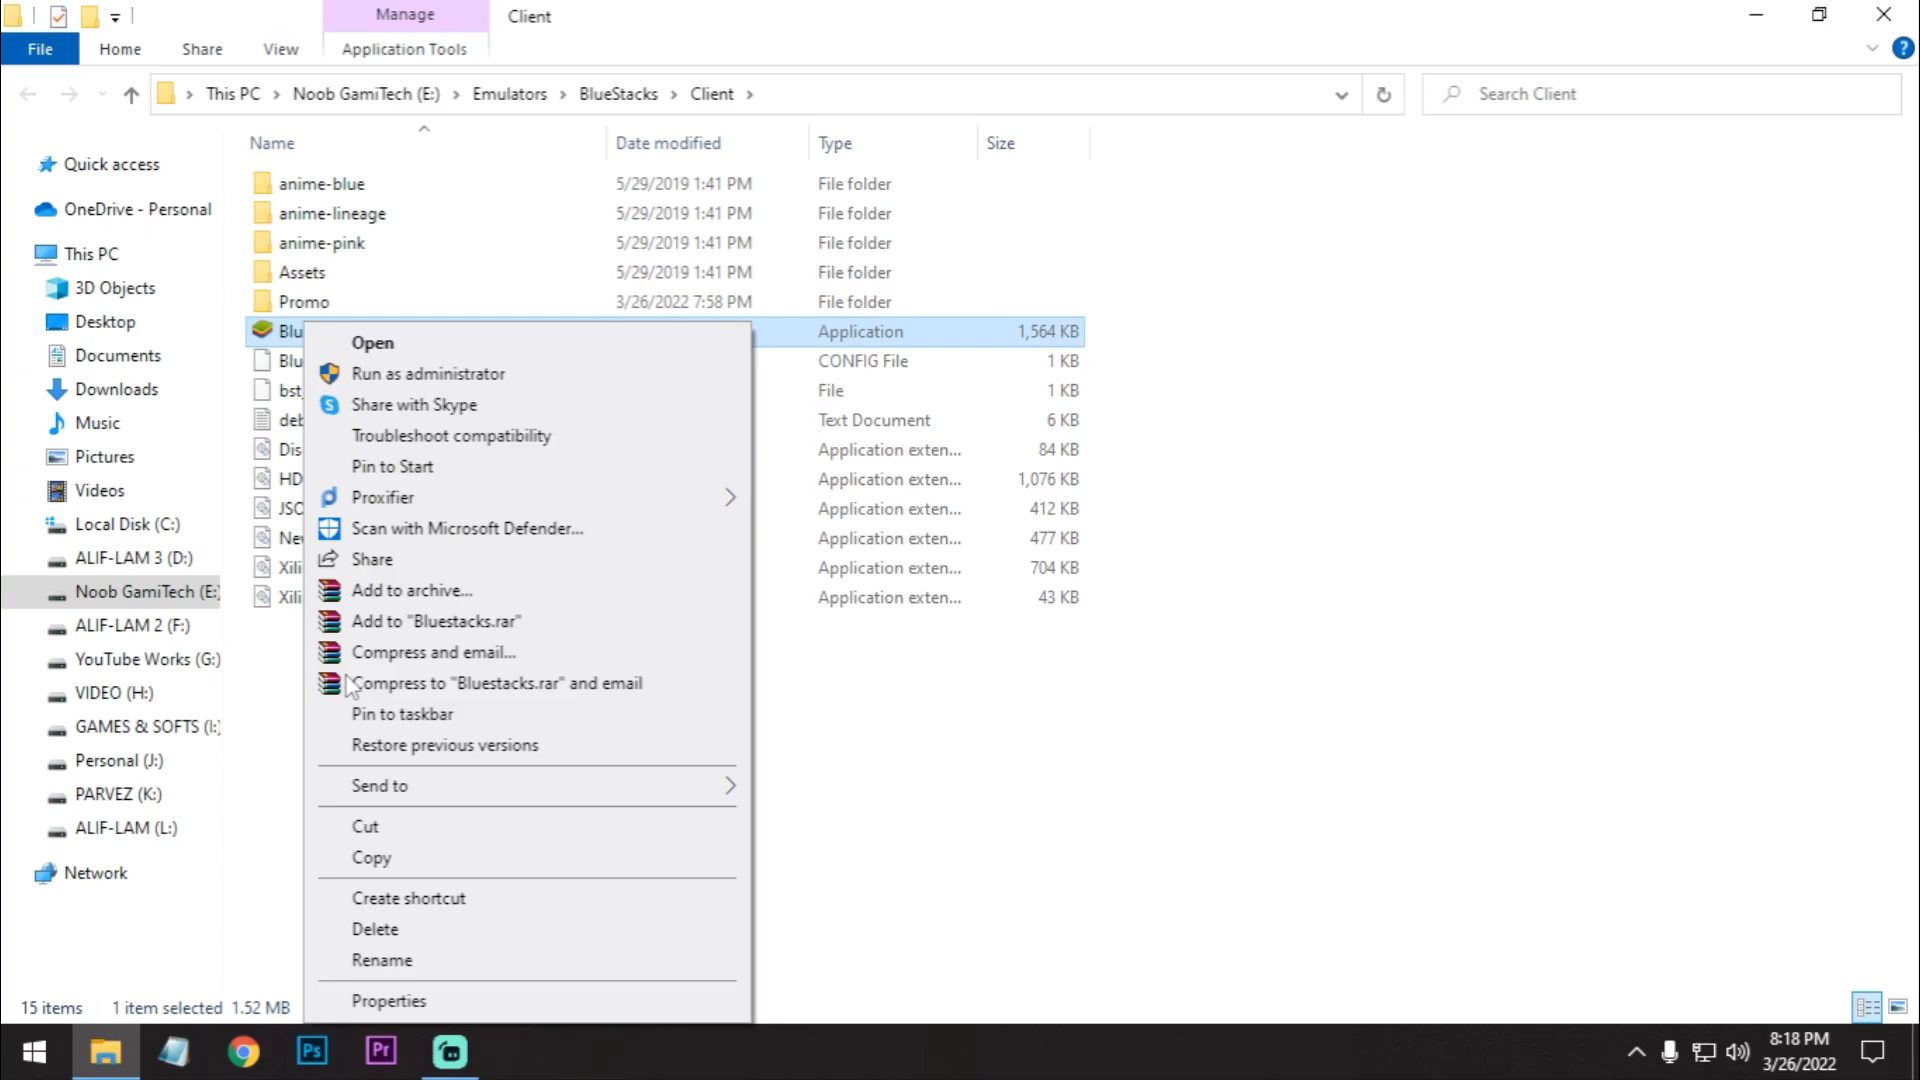 Manage
Client
File
Home
Share
View
Application Tools
This PC
Noob GamiTech (E:)
Emulators
BlueStacks
Client
Search Client
Name
Date modified
Type
Size
Quick access
OneDrive - Personal
This PC
3D Objects
Desktop
Documents
Downloads
Music
Pictures
Videos
Local Disk (C:)
ALIF-LAM 3 (D:)
Noob GamiTech (E:)
ALIF-LAM 2 (F:)
YouTube Works (G:)
VIDEO (H:)
GAMES & SOFTS (I:)
Personal (J:)
PARVEZ (K:)
ALIF-LAM (L:)
Network
anime-blue 5/29/2019 1:41 PM File folder
anime-lineage 5/29/2019 1:41 PM File folder
anime-pink 5/29/2019 1:41 PM File folder
Assets 5/29/2019 1:41 PM File folder
Promo 3/26/2022 7:58 PM File folder
Blu Application 1,564 KB
Blu CONFIG File 1 KB
bst_ File 1 KB
deb Text Document 6 KB
Dis Application exten... 84 KB
HD Application exten... 1,076 KB
JSO Application exten... 412 KB
Nev Application exten... 477 KB
Xili Application exten... 704 KB
Xili Application exten... 43 KB
Open
Run as administrator
Share with Skype
Troubleshoot compatibility
Pin to Start
Proxifier
Scan with Microsoft Defender...
Share
Add to archive...
Add to "Bluestacks.rar"
Compress and email...
Compress to "Bluestacks.rar" and email
Pin to taskbar
Restore previous versions
Send to
Cut
Copy
Create shortcut
Delete
Rename
Properties
15 items
1 item selected 1.52 MB
Ps
Pr
8:18 PM
3/26/2022